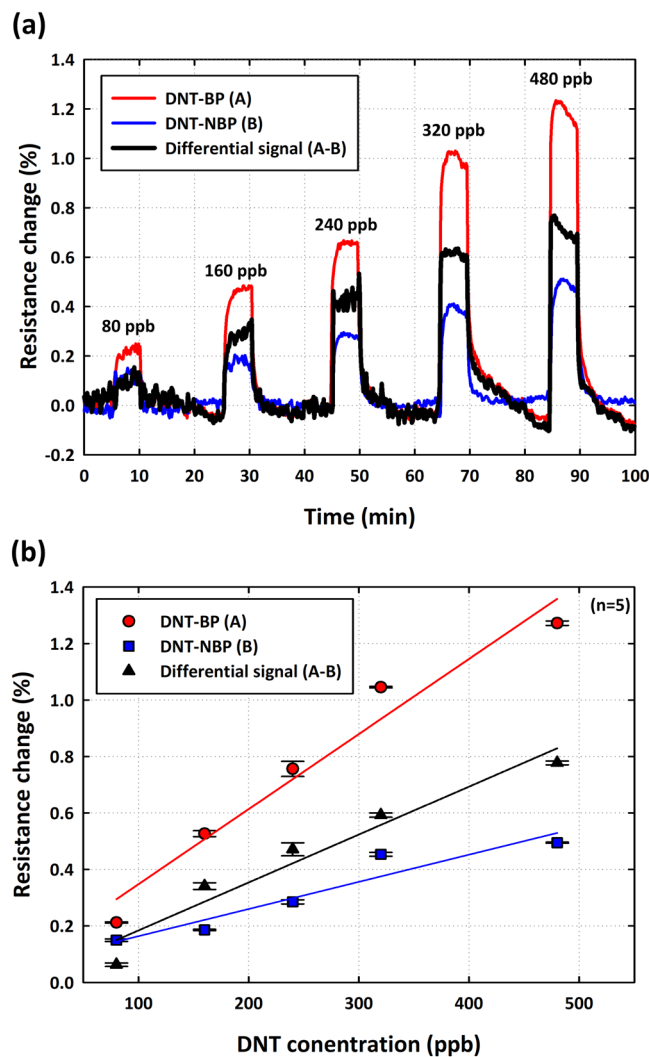 (a)
1.4
1.2
1.0
0.8
0.6
0.4
0.2
0.0
-0.2
Resistance change (%)
DNT-BP (A)
DNT-NBP (B)
Differential signal (A-B)
80 ppb
160 ppb
240 ppb
320 ppb
480 ppb
0 10 20 30 40 50 60 70 80 90 100
Time (min)
(b)
1.4
1.2
1.0
0.8
0.6
0.4
0.2
0.0
Resistance change (%)
DNT-BP (A)
DNT-NBP (B)
Differential signal (A-B)
(n=5)
100 200 300 400 500
DNT conentration (ppb)